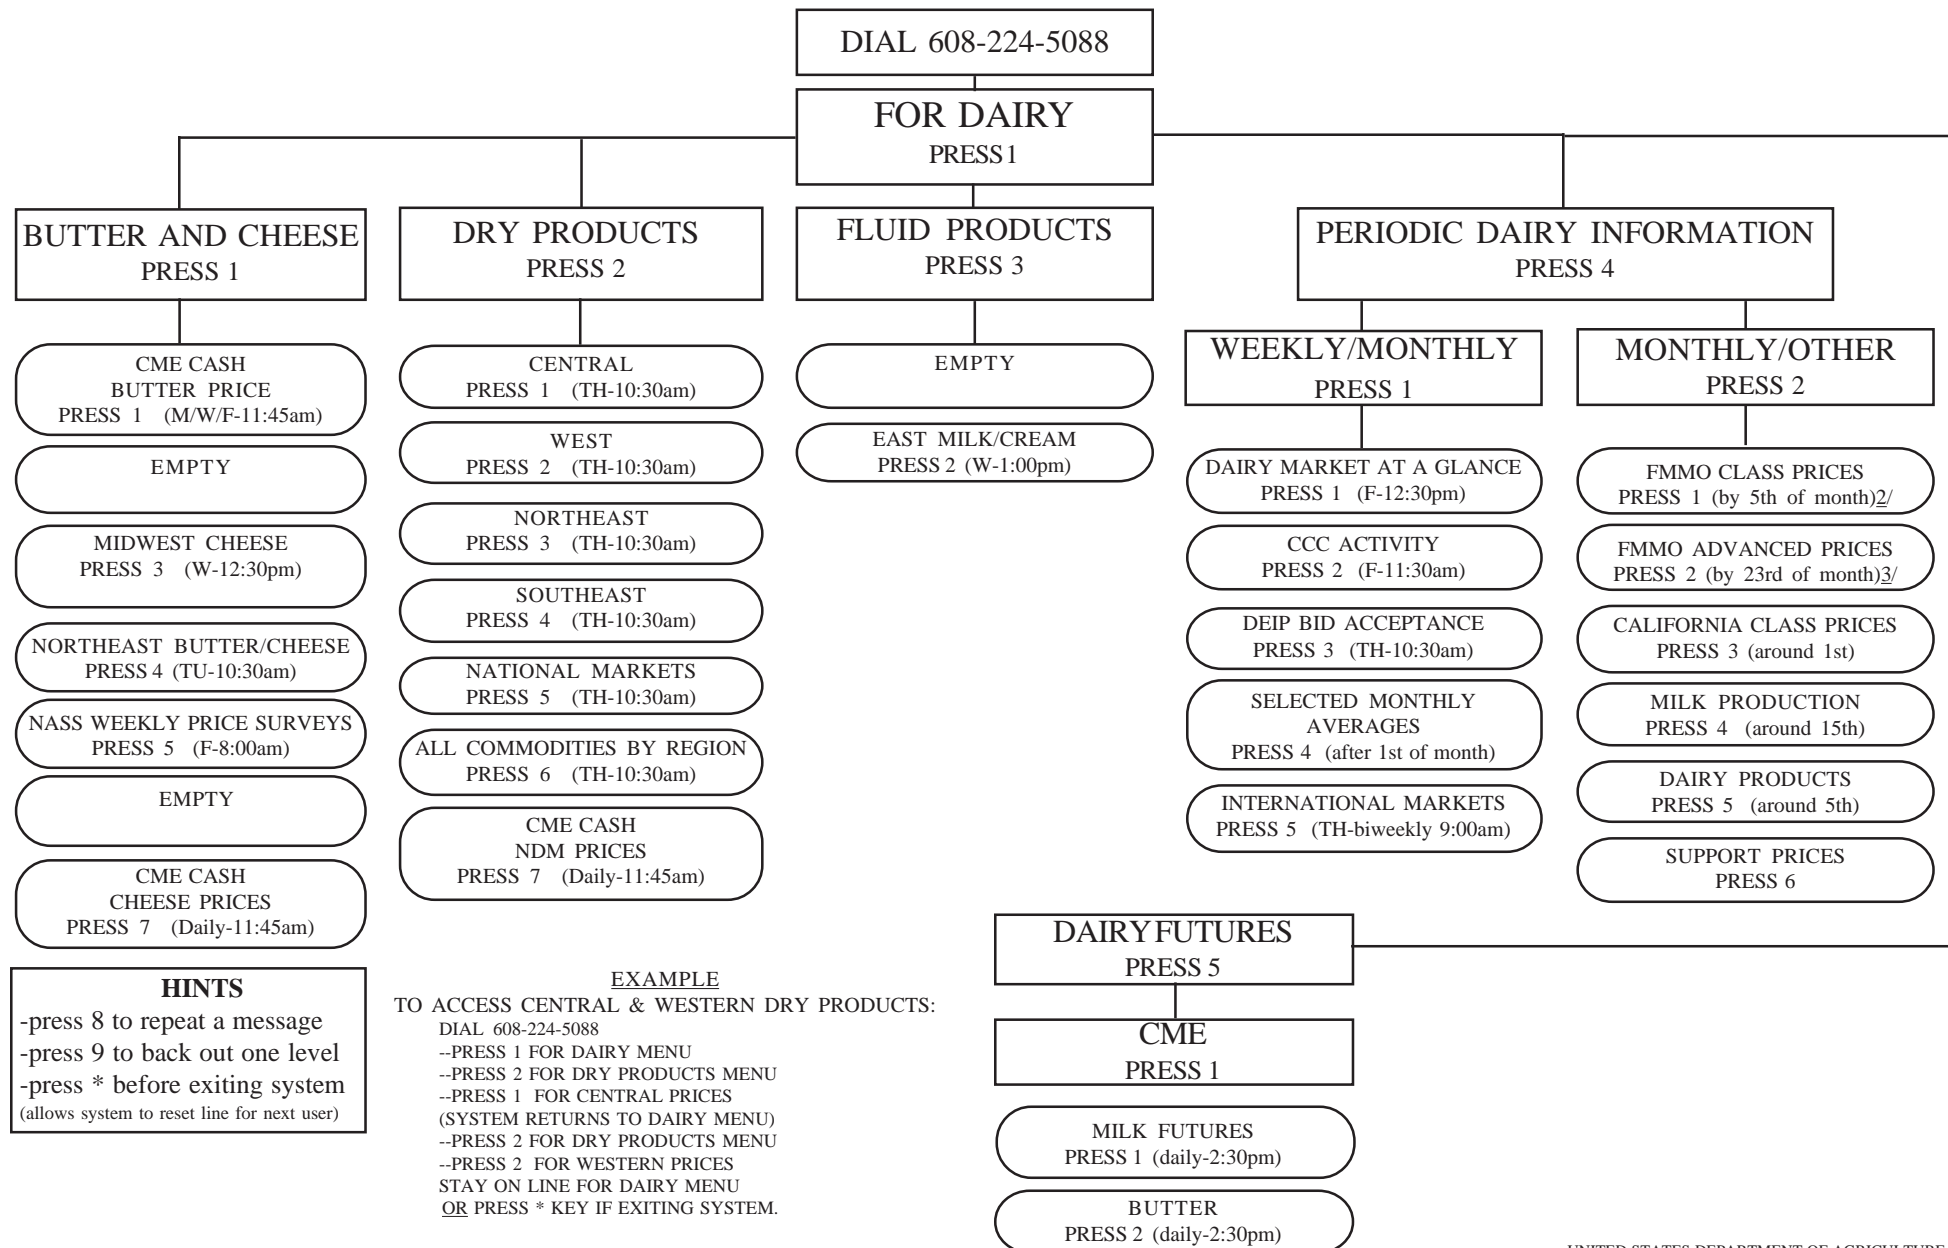 DIAL 608-224-5088
FOR DAIRY
PRESS 1
BUTTER AND CHEESE
PRESS 1
CME CASH
BUTTER PRICE
PRESS 1 (M/W/F-11:45am)
EMPTY
MIDWEST CHEESE
PRESS 3 (W-12:30pm)
NORTHEAST BUTTER/CHEESE
PRESS 4 (TU-10:30am)
NASS WEEKLY PRICE SURVEYS
PRESS 5 (F-8:00am)
EMPTY
CME CASH
CHEESE PRICES
PRESS 7 (Daily-11:45am)
DRY PRODUCTS
PRESS 2
CENTRAL
PRESS 1 (TH-10:30am)
WEST
PRESS 2 (TH-10:30am)
NORTHEAST
PRESS 3 (TH-10:30am)
SOUTHEAST
PRESS 4 (TH-10:30am)
NATIONAL MARKETS
PRESS 5 (TH-10:30am)
ALL COMMODITIES BY REGION
PRESS 6 (TH-10:30am)
CME CASH
NDM PRICES
PRESS 7 (Daily-11:45am)
FLUID PRODUCTS
PRESS 3
EMPTY
EAST MILK/CREAM
PRESS 2 (W-1:00pm)
PERIODIC DAIRY INFORMATION
PRESS 4
WEEKLY/MONTHLY
PRESS 1
DAIRY MARKET AT A GLANCE
PRESS 1 (F-12:30pm)
CCC ACTIVITY
PRESS 2 (F-11:30am)
DEIP BID ACCEPTANCE
PRESS 3 (TH-10:30am)
SELECTED MONTHLY
AVERAGES
PRESS 4 (after 1st of month)
INTERNATIONAL MARKETS
PRESS 5 (TH-biweekly 9:00am)
MONTHLY/OTHER
PRESS 2
FMMO CLASS PRICES
PRESS 1 (by 5th of month)2/
FMMO ADVANCED PRICES
PRESS 2 (by 23rd of month)3/
CALIFORNIA CLASS PRICES
PRESS 3 (around 1st)
MILK PRODUCTION
PRESS 4 (around 15th)
DAIRY PRODUCTS
PRESS 5 (around 5th)
SUPPORT PRICES
PRESS 6
DAIRY FUTURES
PRESS 5
CME
PRESS 1
MILK FUTURES
PRESS 1 (daily-2:30pm)
BUTTER
PRESS 2 (daily-2:30pm)
HINTS
-press 8 to repeat a message
-press 9 to back out one level
-press * before exiting system
(allows system to reset line for next user)
EXAMPLE
TO ACCESS CENTRAL & WESTERN DRY PRODUCTS:
DIAL 608-224-5088
--PRESS 1 FOR DAIRY MENU
--PRESS 2 FOR DRY PRODUCTS MENU
--PRESS 1 FOR CENTRAL PRICES
(SYSTEM RETURNS TO DAIRY MENU)
--PRESS 2 FOR DRY PRODUCTS MENU
--PRESS 2 FOR WESTERN PRICES
STAY ON LINE FOR DAIRY MENU
OR PRESS * KEY IF EXITING SYSTEM.
UNITED STATES DEPARTMENT OF AGRICULTURE